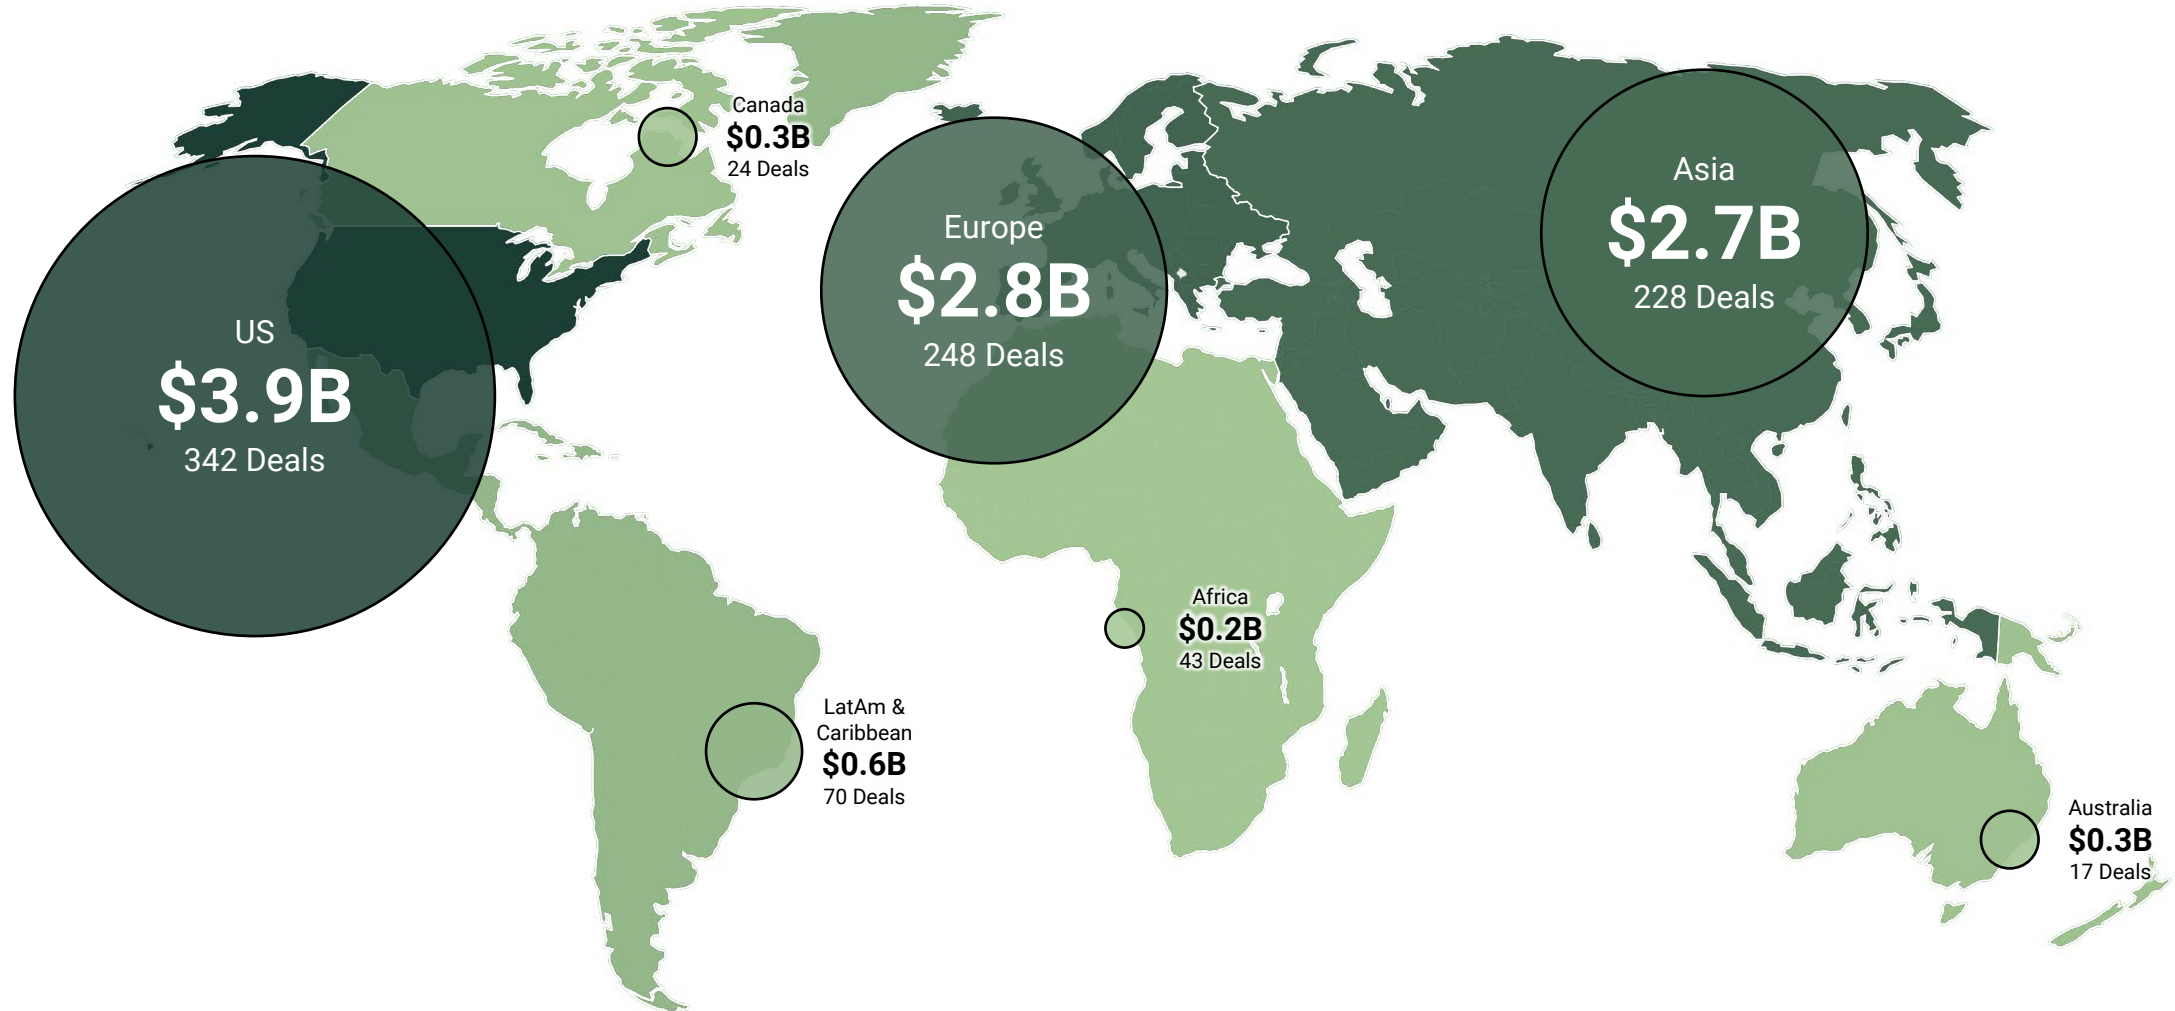 Canada
$0.3B
24 Deals
US
$3.9B
342 Deals
Europe
$2.8B
248 Deals
Asia
$2.7B
228 Deals
Africa
$0.2B
43 Deals
LatAm &
Caribbean
$0.6B
70 Deals
Australia
$0.3B
17 Deals